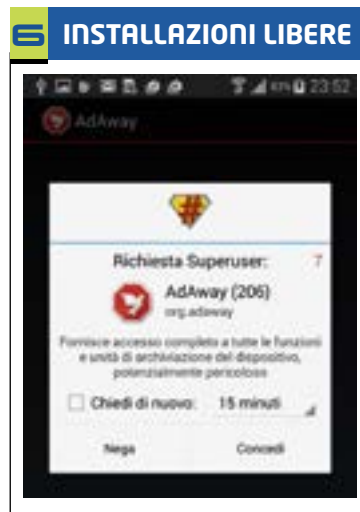 6 INSTALLAZIONI LIBERE
23:52
AdAway
#
Richiesta Superuser: 7
AdAway (206)
org.adaway
Fornisce accesso completo a tutte le funzioni
e unità di archiviazione del dispositivo,
potenzialmente pericoloso
Chiedi di nuovo: 15 minuti
Nega Concedi